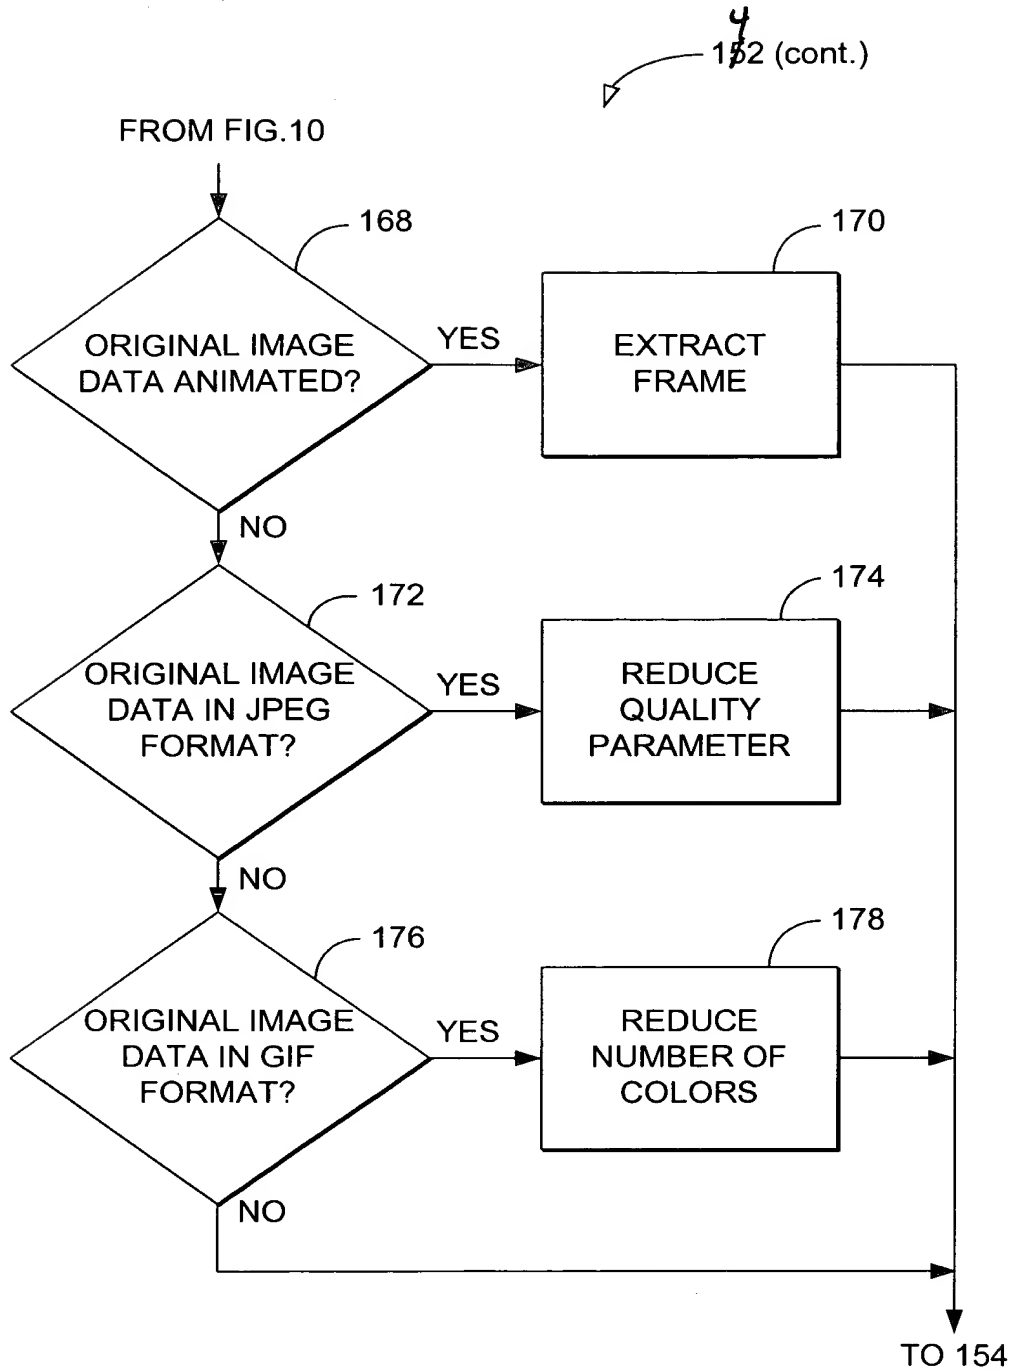 4
152 (cont.)
FROM FIG.10
168
170
ORIGINAL IMAGE
DATA ANIMATED?
YES
EXTRACT
FRAME
NO
172
174
ORIGINAL IMAGE
DATA IN JPEG
FORMAT?
YES
REDUCE
QUALITY
PARAMETER
NO
176
178
ORIGINAL IMAGE
DATA IN GIF
FORMAT?
YES
REDUCE
NUMBER OF
COLORS
NO
TO 154